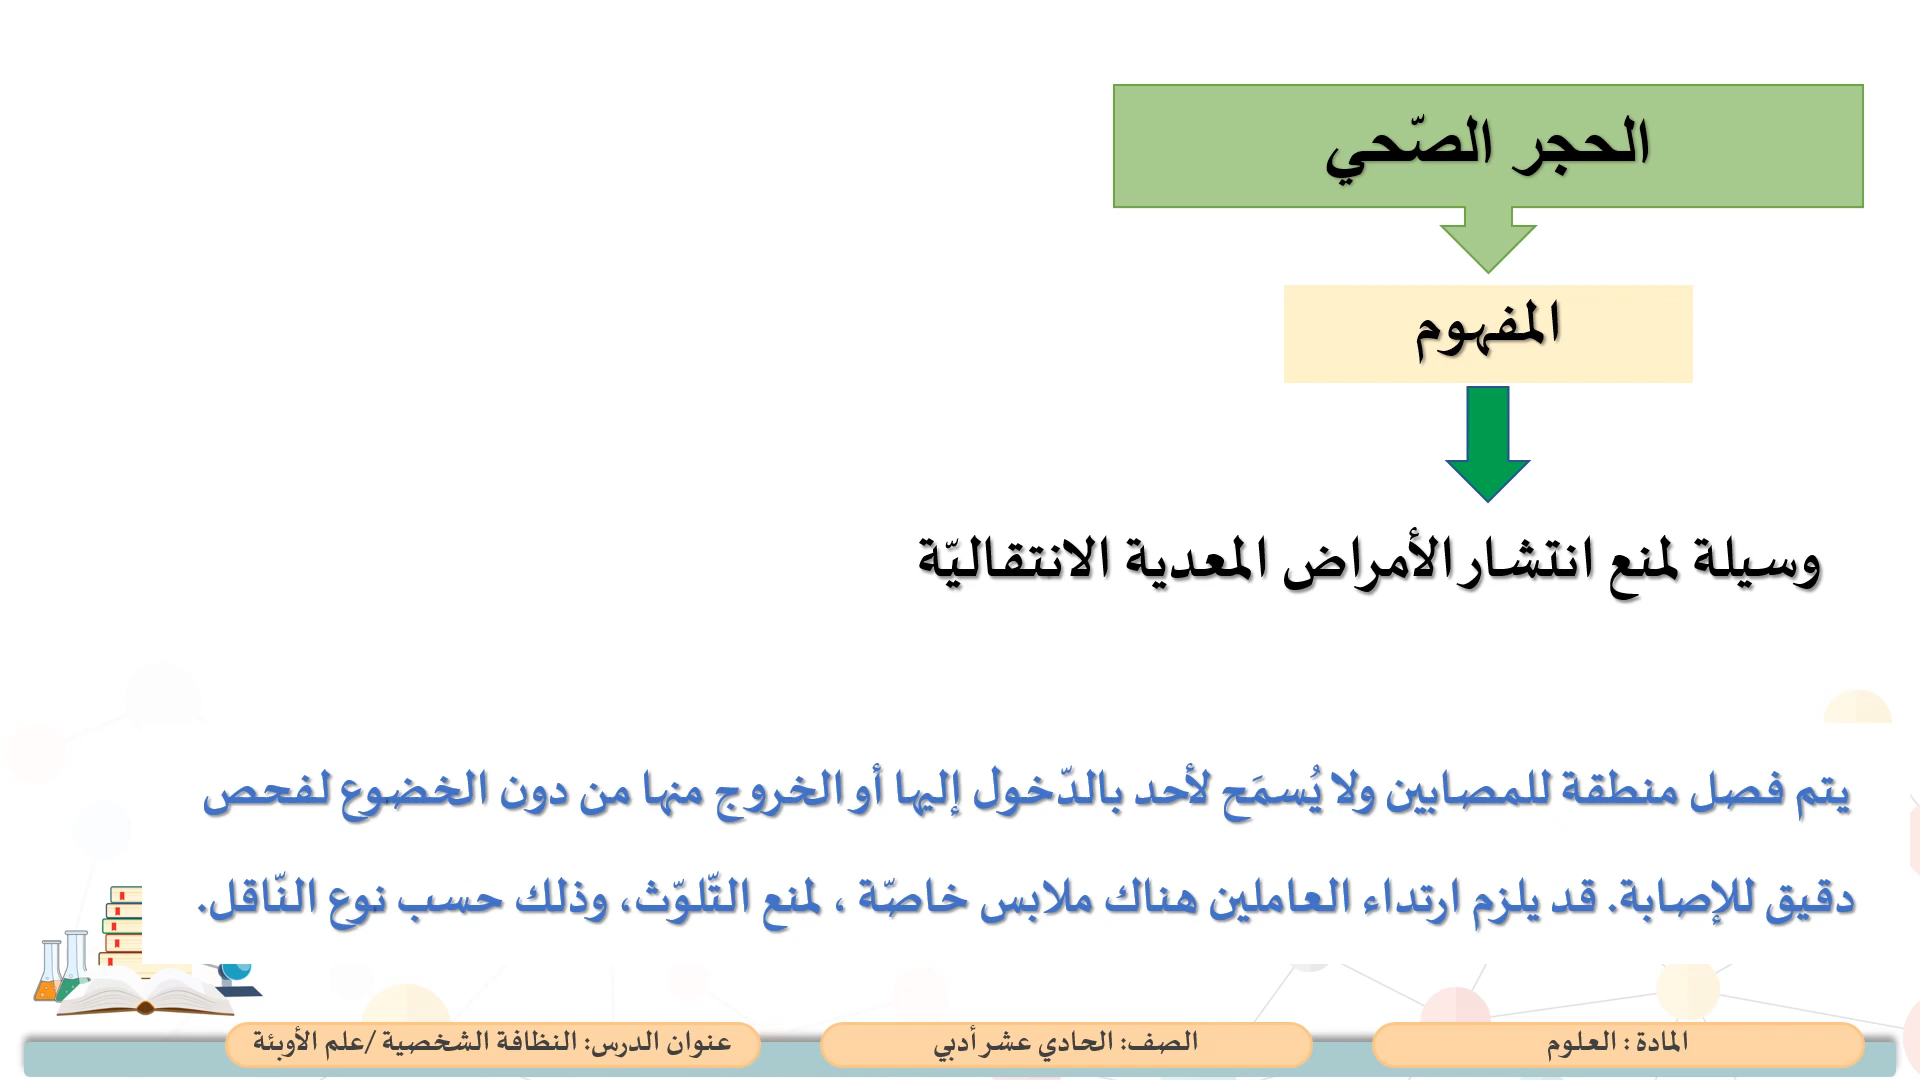 الحجر الصّحي
المفهوم
وسيلة لمنع انتشار الأمراض المعدية الانتقاليّة
يتم فصل منطقة للمصابين ولا يُسمَح لأحد بالدّخول إليها أو الخروج منها من دون الخضوع لفحص
دقيق للإصابة. قد يلزم ارتداء العاملين هناك ملابس خاصّة ، لمنع التّلوّث، وذلك حسب نوع النّاقل.
المادة : العلوم
الصف: الحادي عشر أدبي
عنوان الدرس: النظافة الشخصية /علم الأوبئة